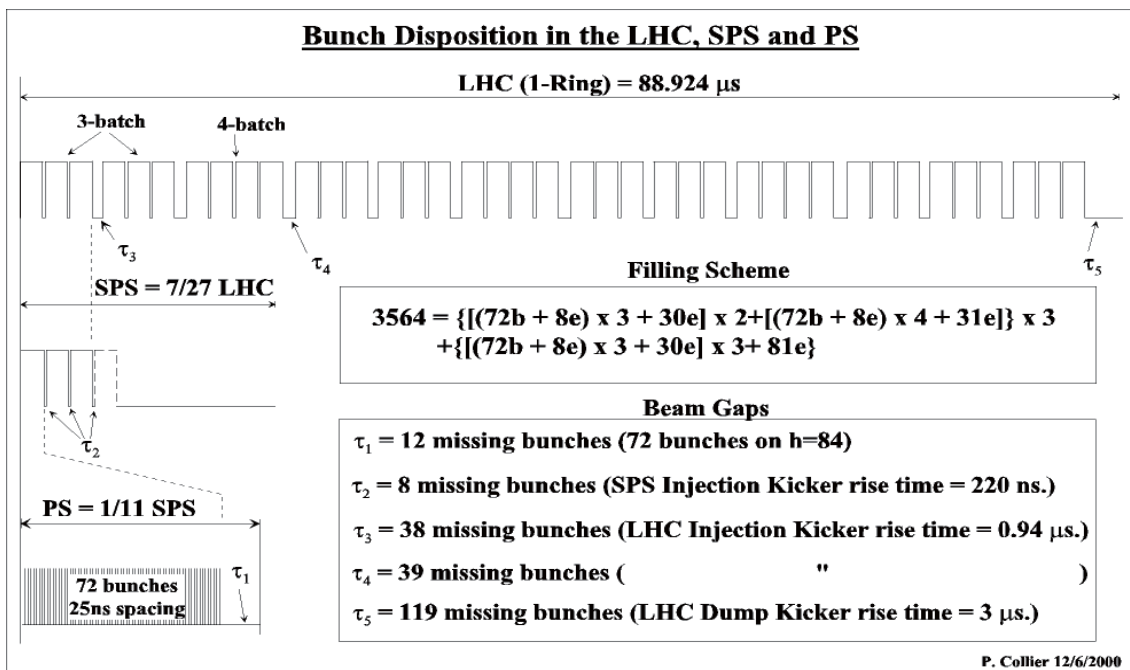 Bunch Disposition in the LHC, SPS and PS
LHC (1-Ring) = 88.924 μs
3-batch
4-batch
τ3
τ4
τ5
SPS = 7/27 LHC
Filling Scheme
3564 = {[(72b + 8e) x 3 + 30e] x 2+[(72b + 8e) x 4 + 31e]} x 3
+{[(72b + 8e) x 3 + 30e] x 3+ 81e}
τ2
Beam Gaps
τ1 = 12 missing bunches (72 bunches on h=84)
τ2 = 8 missing bunches (SPS Injection Kicker rise time = 220 ns.)
τ3 = 38 missing bunches (LHC Injection Kicker rise time = 0.94 μs.)
τ4 = 39 missing bunches ( " )
τ5 = 119 missing bunches (LHC Dump Kicker rise time = 3 μs.)
PS = 1/11 SPS
τ1
72 bunches
25ns spacing
P. Collier 12/6/2000